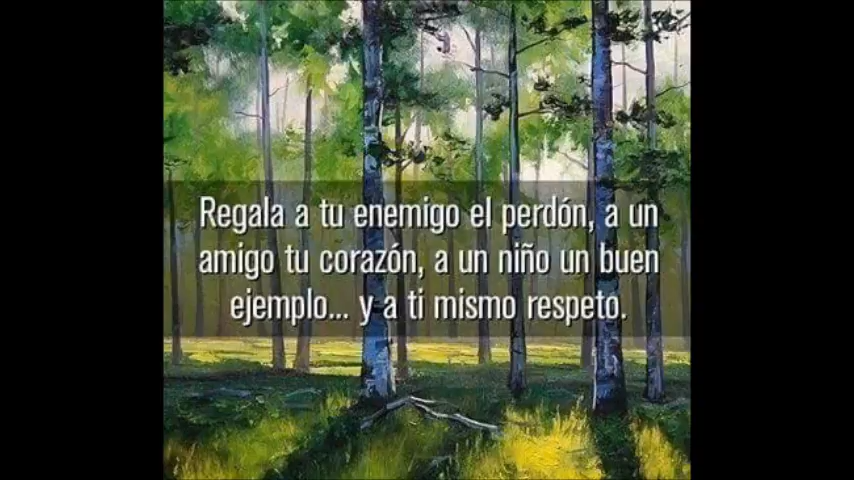 Regala a tu enemigo el perdón, a un
amigo tu corazón, a un niño un buen
ejemplo... y a ti mismo respeto.